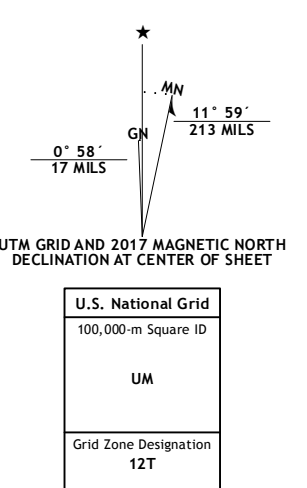 ★
MN
11° 59´
213 MILS
GN
0° 58´
17 MILS
UTM GRID AND 2017 MAGNETIC NORTH
DECLINATION AT CENTER OF SHEET
U.S. National Grid
100,000-m Square ID
UM
Grid Zone Designation
12T